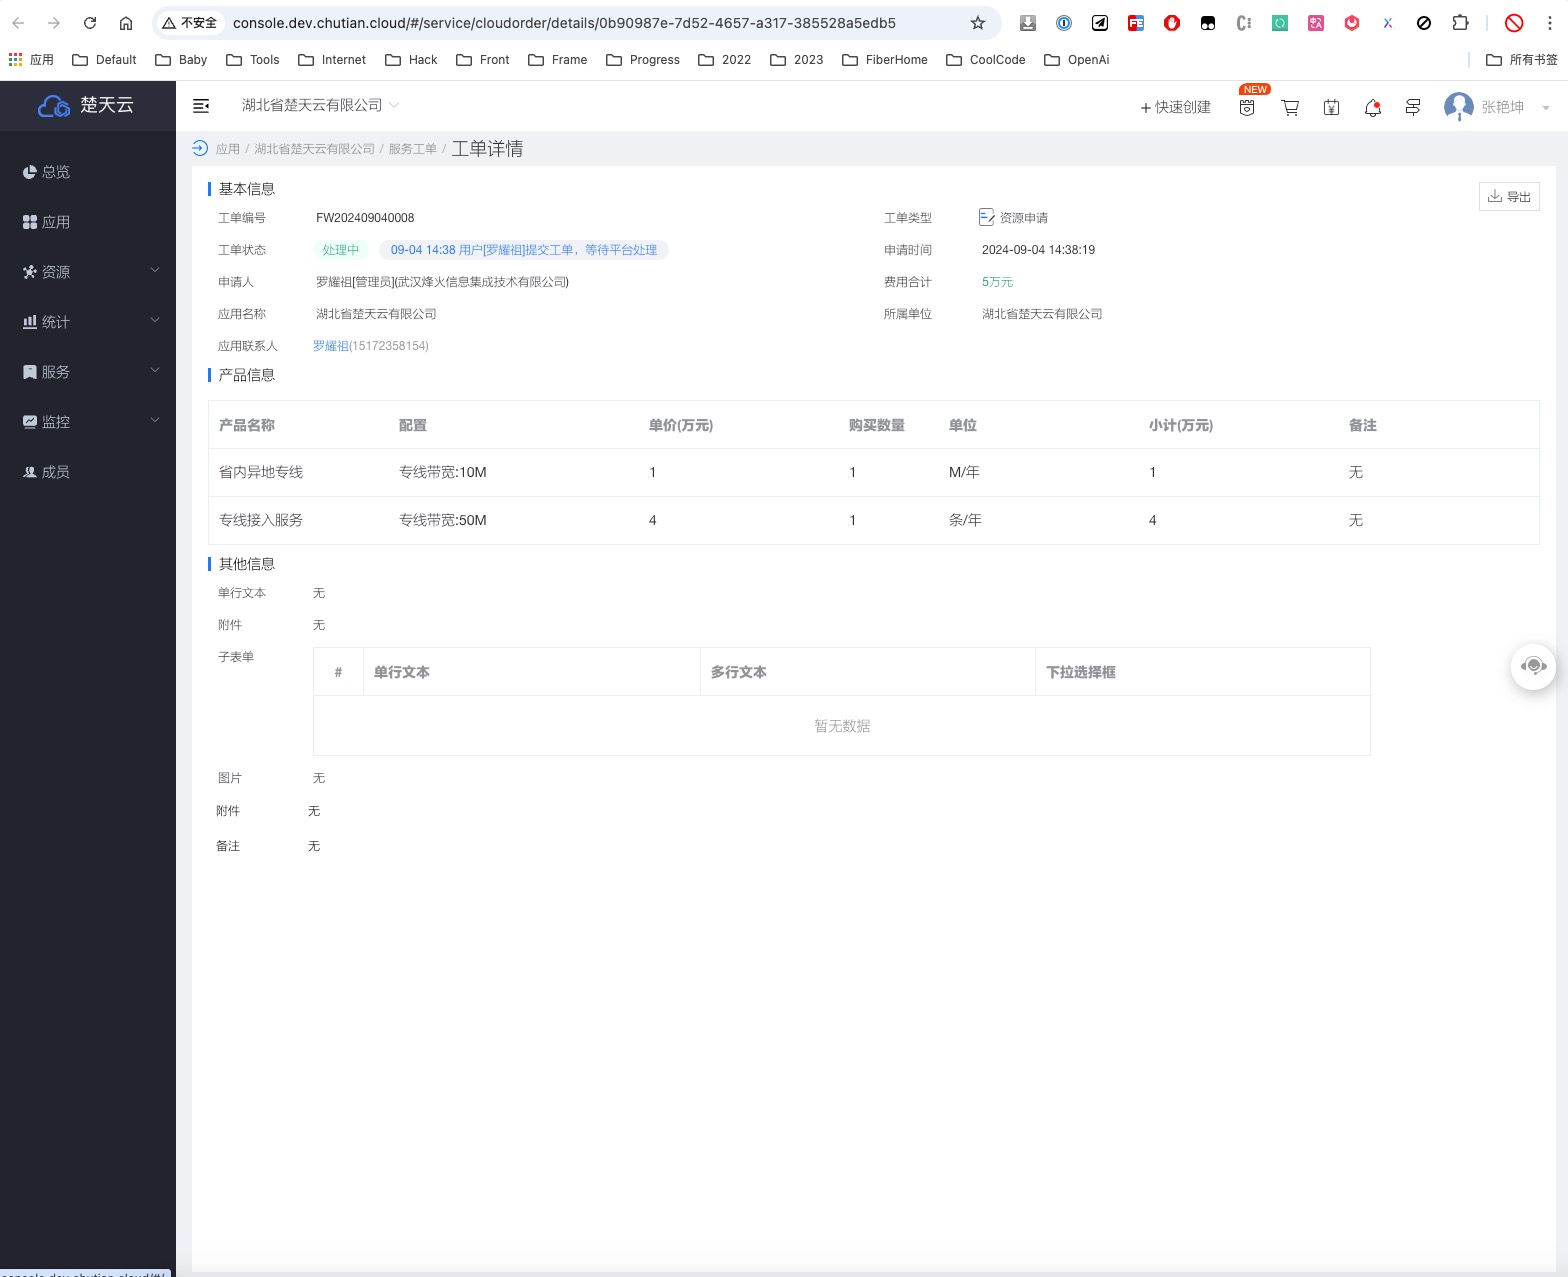 不安全 console.dev.chutian.cloud/#/service/cloudorder/details/0b90987e-7d52-4657-a317-385528a5edb5
应用 Default Baby Tools Internet Hack Front Frame Progress 2022 2023 FiberHome CoolCode OpenAi 所有书签
楚天云 湖北省楚天云有限公司 +快速创建 NEW 张艳坤
应用 / 湖北省楚天云有限公司 / 服务工单 / 工单详情
总览
应用
资源
统计
服务
监控
成员
基本信息 导出
工单编号 FW202409040008 工单类型 资源申请
工单状态 处理中 09-04 14:38 用户[罗耀祖]提交工单，等待平台处理 申请时间 2024-09-04 14:38:19
申请人 罗耀祖[管理员](武汉烽火信息集成技术有限公司) 费用合计 5万元
应用名称 湖北省楚天云有限公司 所属单位 湖北省楚天云有限公司
应用联系人 罗耀祖(15172358154)
产品信息
产品名称 配置 单价(万元) 购买数量 单位 小计(万元) 备注
省内异地专线 专线带宽:10M 1 1 M/年 1 无
专线接入服务 专线带宽:50M 4 1 条/年 4 无
其他信息
单行文本 无
附件 无
子表单
# 单行文本 多行文本 下拉选择框
暂无数据
图片 无
附件 无
备注 无